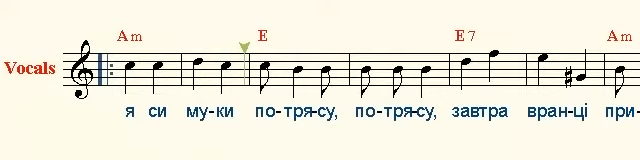 Am E E7 Am
Vocals
я си му-ки по-тря-су, по-тря-су, завтра вран-ці при-